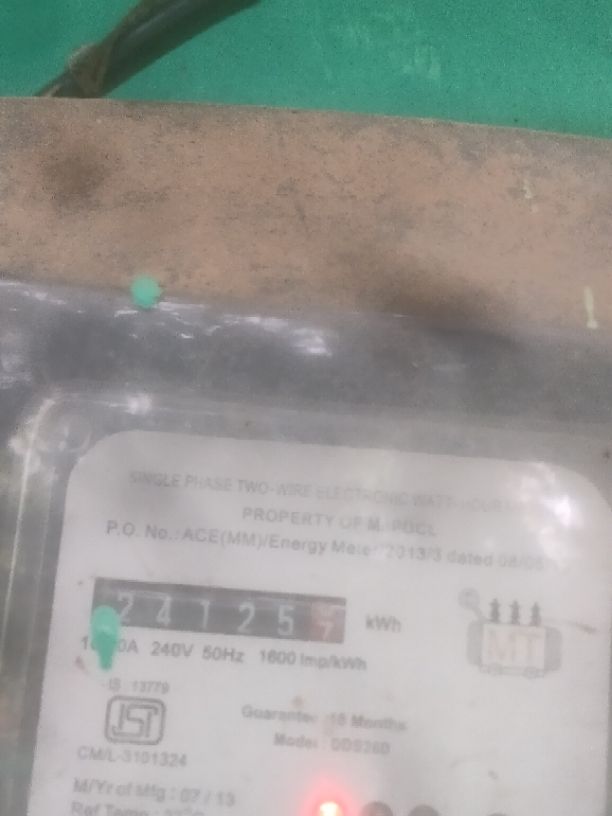 SINGLE PHASE TWO-WIRE ELECTRONIC WATT-HOUR
PROPERTY OF M. PDCL
P.O. No.: ACE(MM)/Energy Meter 2013/3 dated
2 4 1 2 5 kWh
240V 50Hz 1600 Imp/kWh
MT
IS : 13779
Guarantee 18 Months
CM/L-3101324
Model :
M/Yr of Mfg : 07 / 13
Ref Temp :